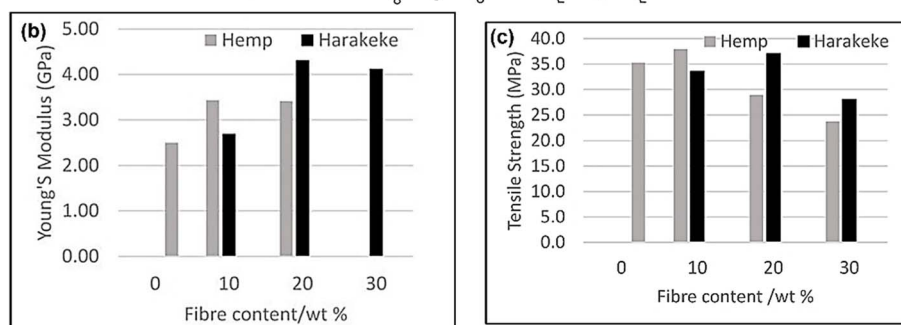 (b)
5.00
Hemp Harakeke
4.00
3.00
2.00
1.00
0.00
Young'S Modulus (GPa)
0 10 20 30
Fibre content/wt %
(c)
40.0
Hemp Harakeke
35.0
30.0
25.0
20.0
15.0
10.0
5.0
0.0
Tensile Strength (MPa)
0 10 20 30
Fibre content /wt %